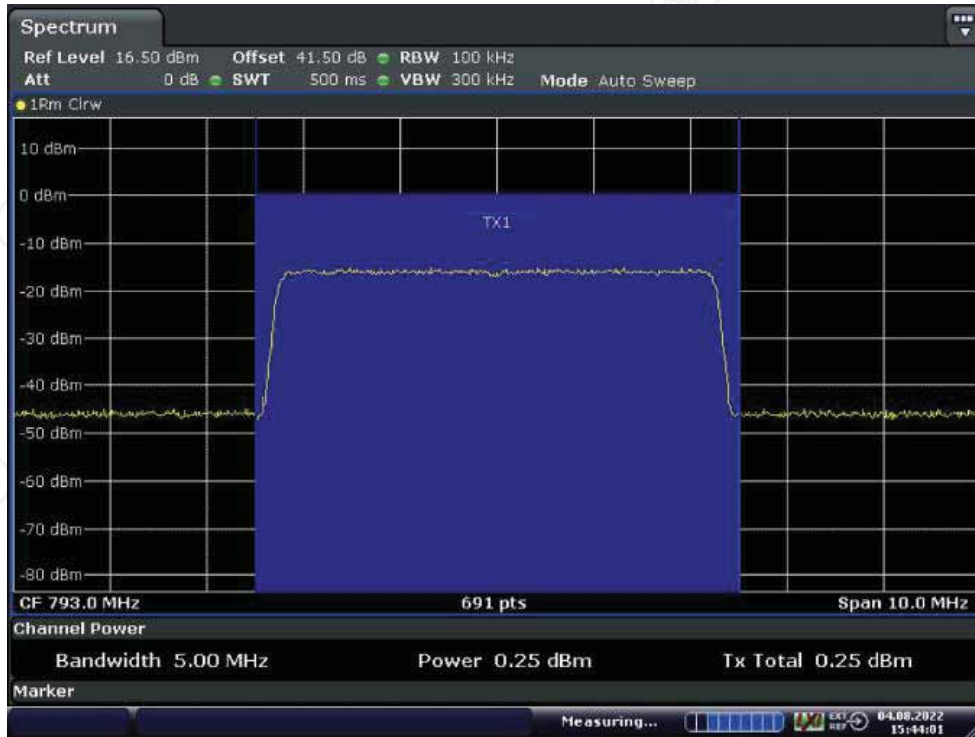 Spectrum
Ref Level 16.50 dBm Offset 41.50 dB RBW 100 kHz
Att 0 dB SWT 500 ms VBW 300 kHz Mode Auto Sweep
1Rm Clrw
10 dBm
0 dBm
TX1
-10 dBm
-20 dBm
-30 dBm
-40 dBm
-50 dBm
-60 dBm
-70 dBm
-80 dBm
CF 793.0 MHz 691 pts Span 10.0 MHz
Channel Power
Bandwidth 5.00 MHz Power 0.25 dBm Tx Total 0.25 dBm
Marker
Measuring... EXT REF 04.08.2022
15:44:01